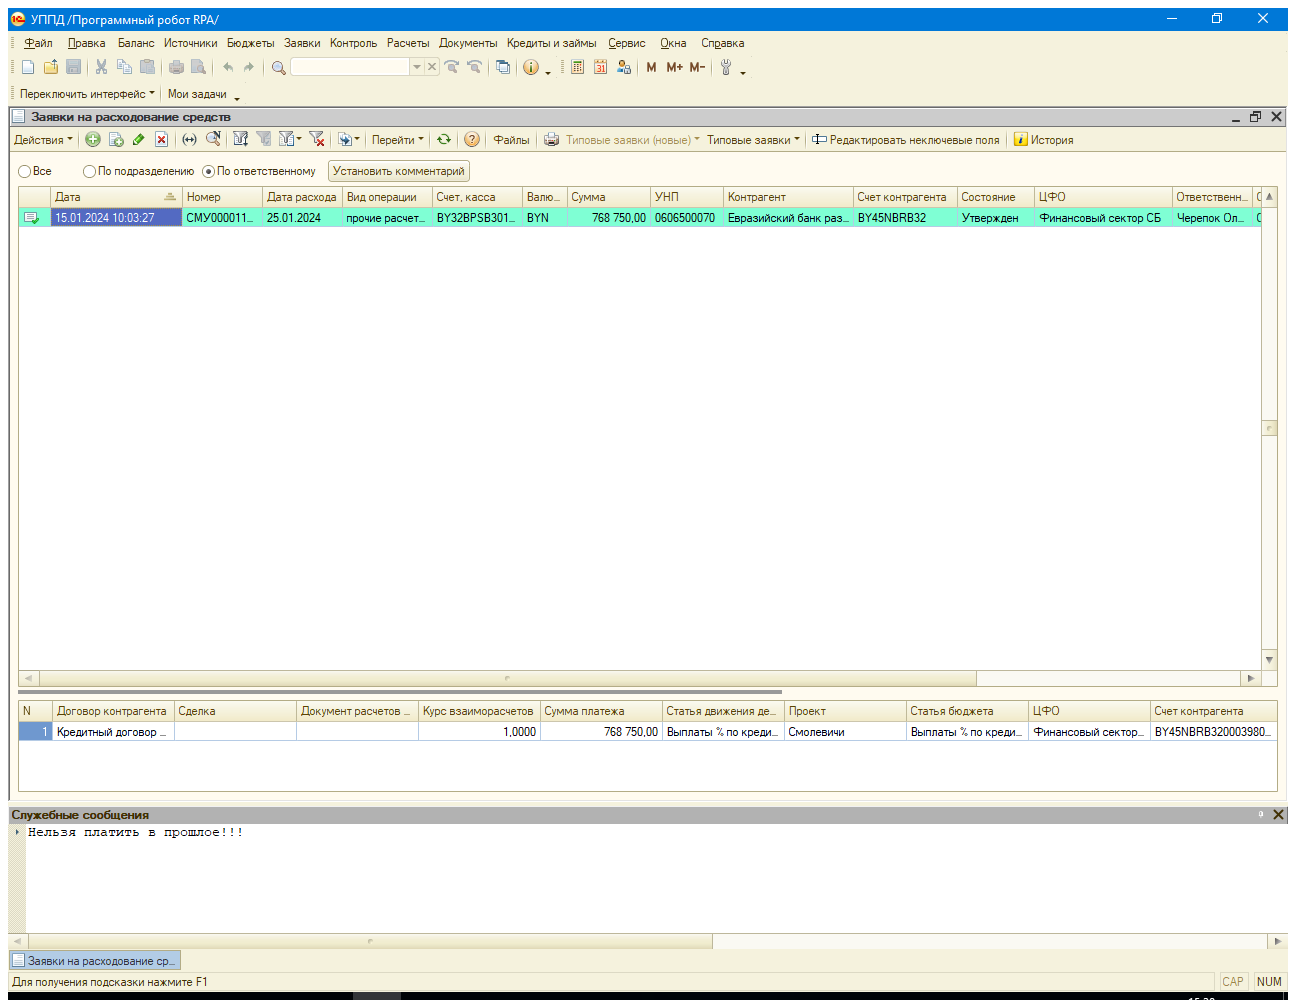 УППД /Программный робот RPA/
Файл Правка Баланс Источники Бюджеты Заявки Контроль Расчеты Документы Кредиты и займы Сервис Окна Справка
M M+ M-
Переключить интерфейс Мои задачи
Заявки на расходование средств
Действия Перейти Файлы Типовые заявки (новые) Типовые заявки Редактировать неключевые поля История
Все По подразделению По ответственному Установить комментарий
Дата Номер Дата расхода Вид операции Счет, касса Валю... Сумма УНП Контрагент Счет контрагента Состояние ЦФО Ответственн...
15.01.2024 10:03:27 СМУ000011... 25.01.2024 прочие расчет... BY32BPSB301... BYN 768 750,00 0606500070 Евразийский банк раз... BY45NBRB32 Утвержден Финансовый сектор СБ Черепок Ол...
N Договор контрагента Сделка Документ расчетов ... Курс взаиморасчетов Сумма платежа Статья движения де... Проект Статья бюджета ЦФО Счет контрагента
1 Кредитный договор ... 1,0000 768 750,00 Выплаты % по креди... Смолевичи Выплаты % по креди... Финансовый сектор... BY45NBRB320003980...
Служебные сообщения
Нельзя платить в прошлое!!!
Заявки на расходование ср...
Для получения подсказки нажмите F1 CAP NUM